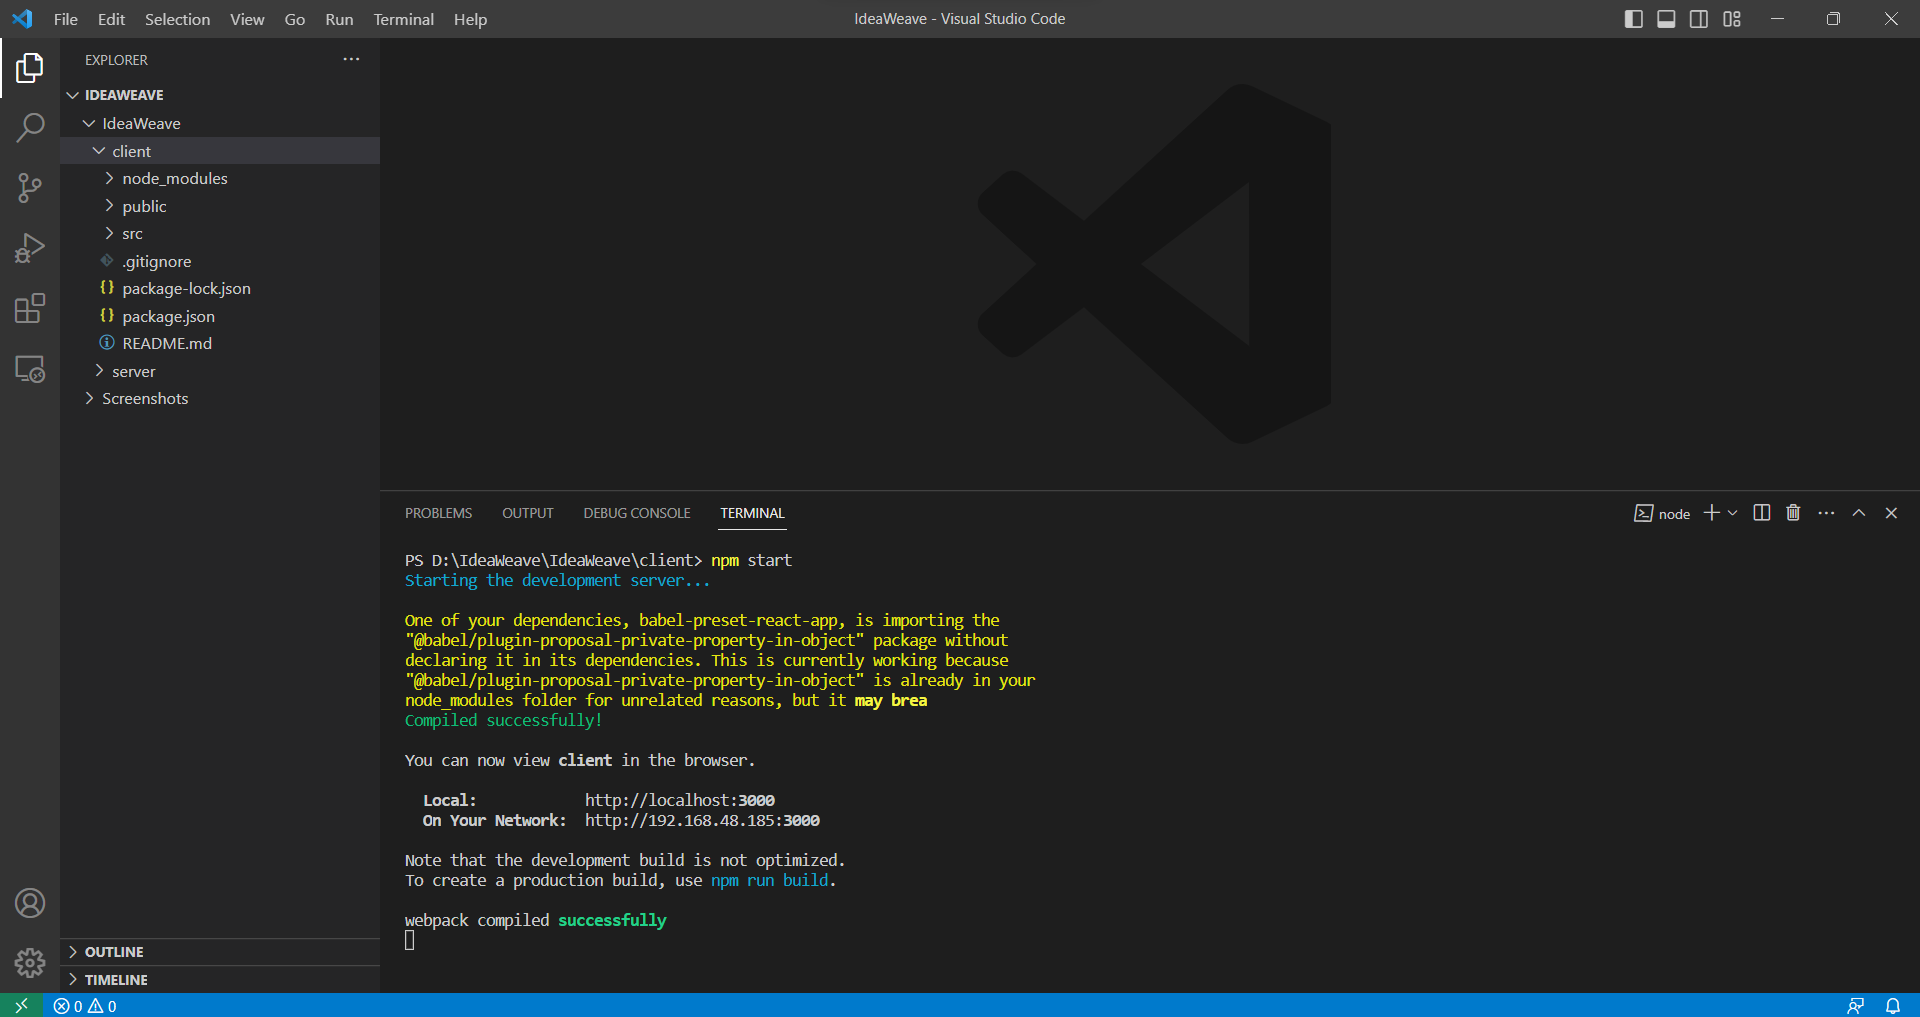 File Edit Selection View Go Run Terminal Help
IdeaWeave - Visual Studio Code
EXPLORER
IDEAWEAVE
IdeaWeave
client
node_modules
public
src
.gitignore
{} package-lock.json
{} package.json
README.md
server
Screenshots
OUTLINE
TIMELINE
PROBLEMS OUTPUT DEBUG CONSOLE TERMINAL
node
PS D:\IdeaWeave\IdeaWeave\client> npm start
Starting the development server...
One of your dependencies, babel-preset-react-app, is importing the
"@babel/plugin-proposal-private-property-in-object" package without
declaring it in its dependencies. This is currently working because
"@babel/plugin-proposal-private-property-in-object" is already in your
node_modules folder for unrelated reasons, but it may brea
Compiled successfully!
You can now view client in the browser.
Local: http://localhost:3000
On Your Network: http://192.168.48.185:3000
Note that the development build is not optimized.
To create a production build, use npm run build.
webpack compiled successfully
0 0